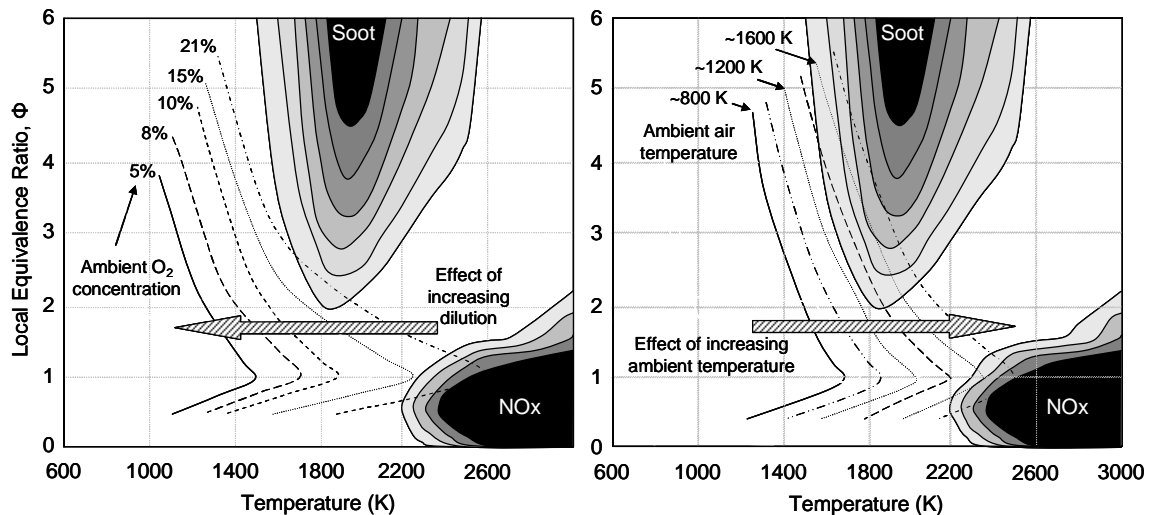 6
5
4
3
2
1
0
Local Equivalence Ratio, Φ
600
1000
1400
1800
2200
2600
Temperature (K)
21%
15%
10%
8%
5%
Ambient O₂
concentration
Soot
Effect of
increasing
dilution
NOx
6
5
4
3
2
1
0
600
1000
1400
1800
2200
2600
3000
Temperature (K)
~1600 K
~1200 K
~800 K
Ambient air
temperature
Soot
Effect of increasing
ambient temperature
NOx